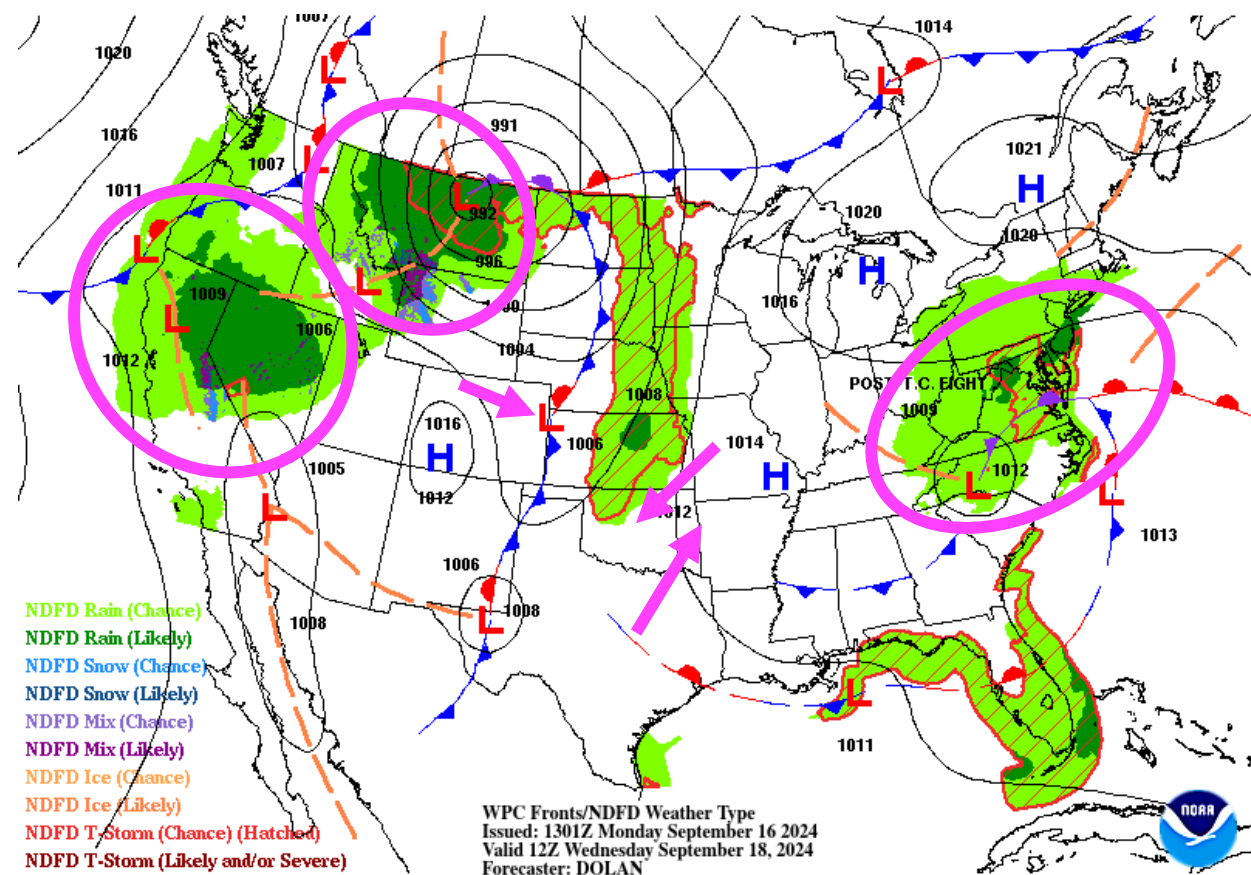 1007
1014
1020
991
1016
1007
1021
1011
992
1020
1020
996
1009
1016
1006
1004
1012
1008
POST T.C. EIGHT
1009
1016
1006
1014
1005
1012
1012
1012
1013
1006
1008
1008
1011
L
H
NDFD Rain (Chance)
NDFD Rain (Likely)
NDFD Snow (Chance)
NDFD Snow (Likely)
NDFD Mix (Chance)
NDFD Mix (Likely)
NDFD Ice (Chance)
NDFD Ice (Likely)
NDFD T-Storm (Chance) (Hatched)
NDFD T-Storm (Likely and/or Severe)
WPC Fronts/NDFD Weather Type
Issued: 1301Z Monday September 16 2024
Valid 12Z Wednesday September 18, 2024
Forecaster: DOLAN
NOAA